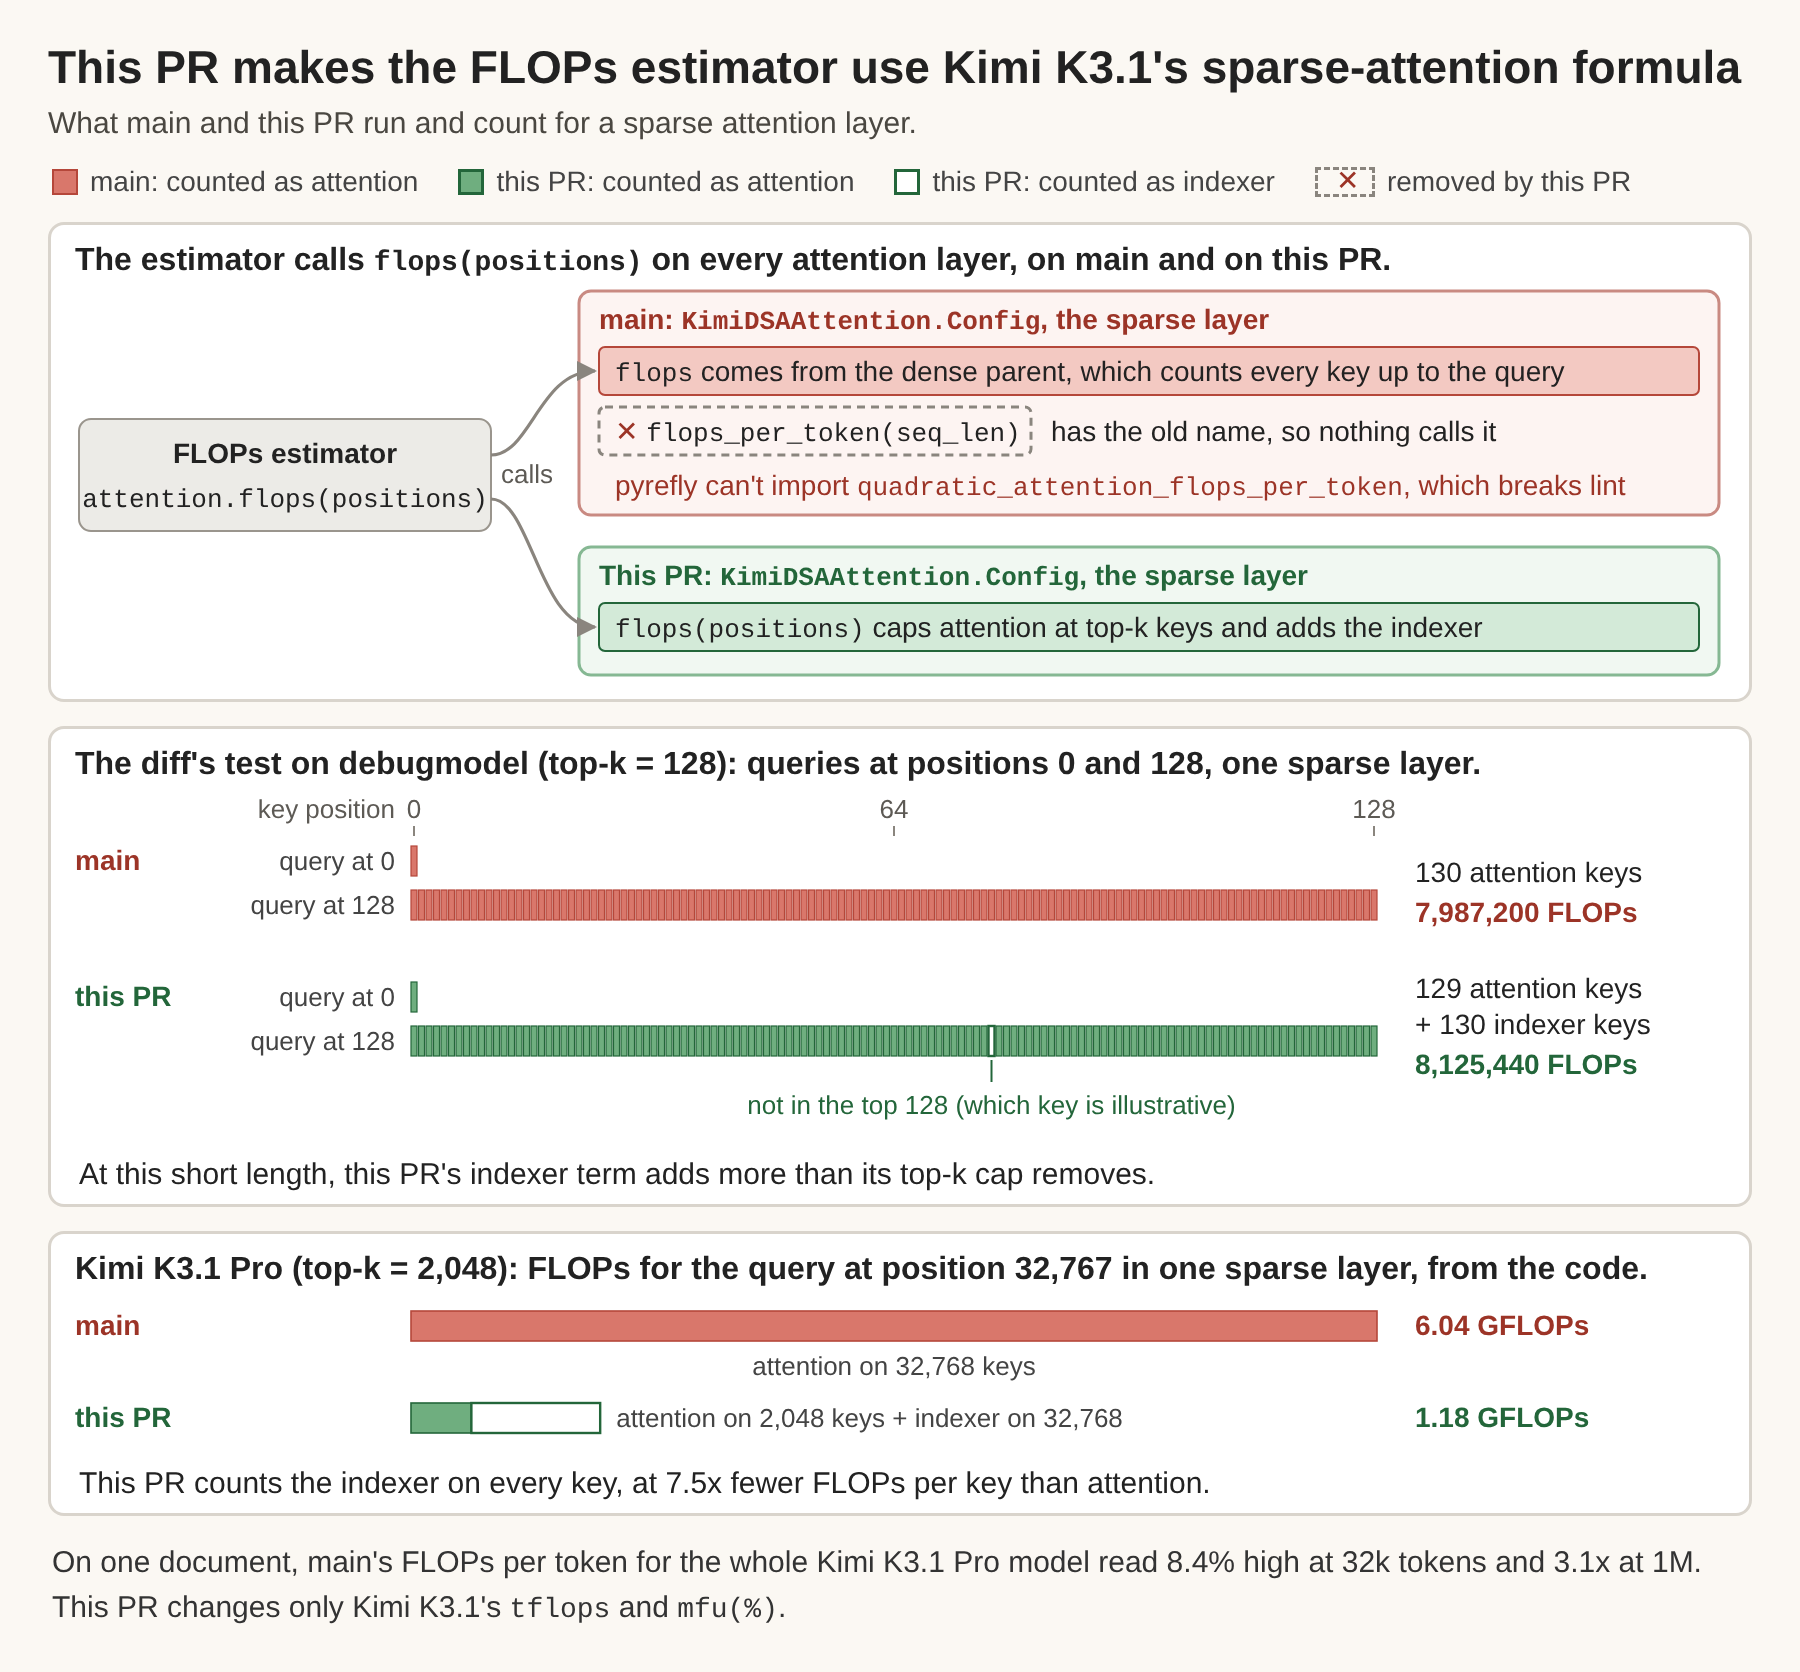 This PR makes the FLOPs estimator use Kimi K3.1's sparse-attention formula
What main and this PR run and count for a sparse attention layer.
main: counted as attention
this PR: counted as attention
this PR: counted as indexer
✕ removed by this PR
The estimator calls flops(positions) on every attention layer, on main and on this PR.
main: KimiDSAAttention.Config, the sparse layer
flops comes from the dense parent, which counts every key up to the query
✕ flops_per_token(seq_len) has the old name, so nothing calls it
pyrefly can't import quadratic_attention_flops_per_token, which breaks lint
FLOPs estimator
attention.flops(positions)
calls
This PR: KimiDSAAttention.Config, the sparse layer
flops(positions) caps attention at top-k keys and adds the indexer
The diff's test on debugmodel (top-k = 128): queries at positions 0 and 128, one sparse layer.
key position 0 64 128
main
query at 0
query at 128
130 attention keys
7,987,200 FLOPs
this PR
query at 0
query at 128
129 attention keys
+ 130 indexer keys
8,125,440 FLOPs
not in the top 128 (which key is illustrative)
At this short length, this PR's indexer term adds more than its top-k cap removes.
Kimi K3.1 Pro (top-k = 2,048): FLOPs for the query at position 32,767 in one sparse layer, from the code.
main
6.04 GFLOPs
attention on 32,768 keys
this PR
attention on 2,048 keys + indexer on 32,768
1.18 GFLOPs
This PR counts the indexer on every key, at 7.5x fewer FLOPs per key than attention.
On one document, main's FLOPs per token for the whole Kimi K3.1 Pro model read 8.4% high at 32k tokens and 3.1x at 1M.
This PR changes only Kimi K3.1's tflops and mfu(%).